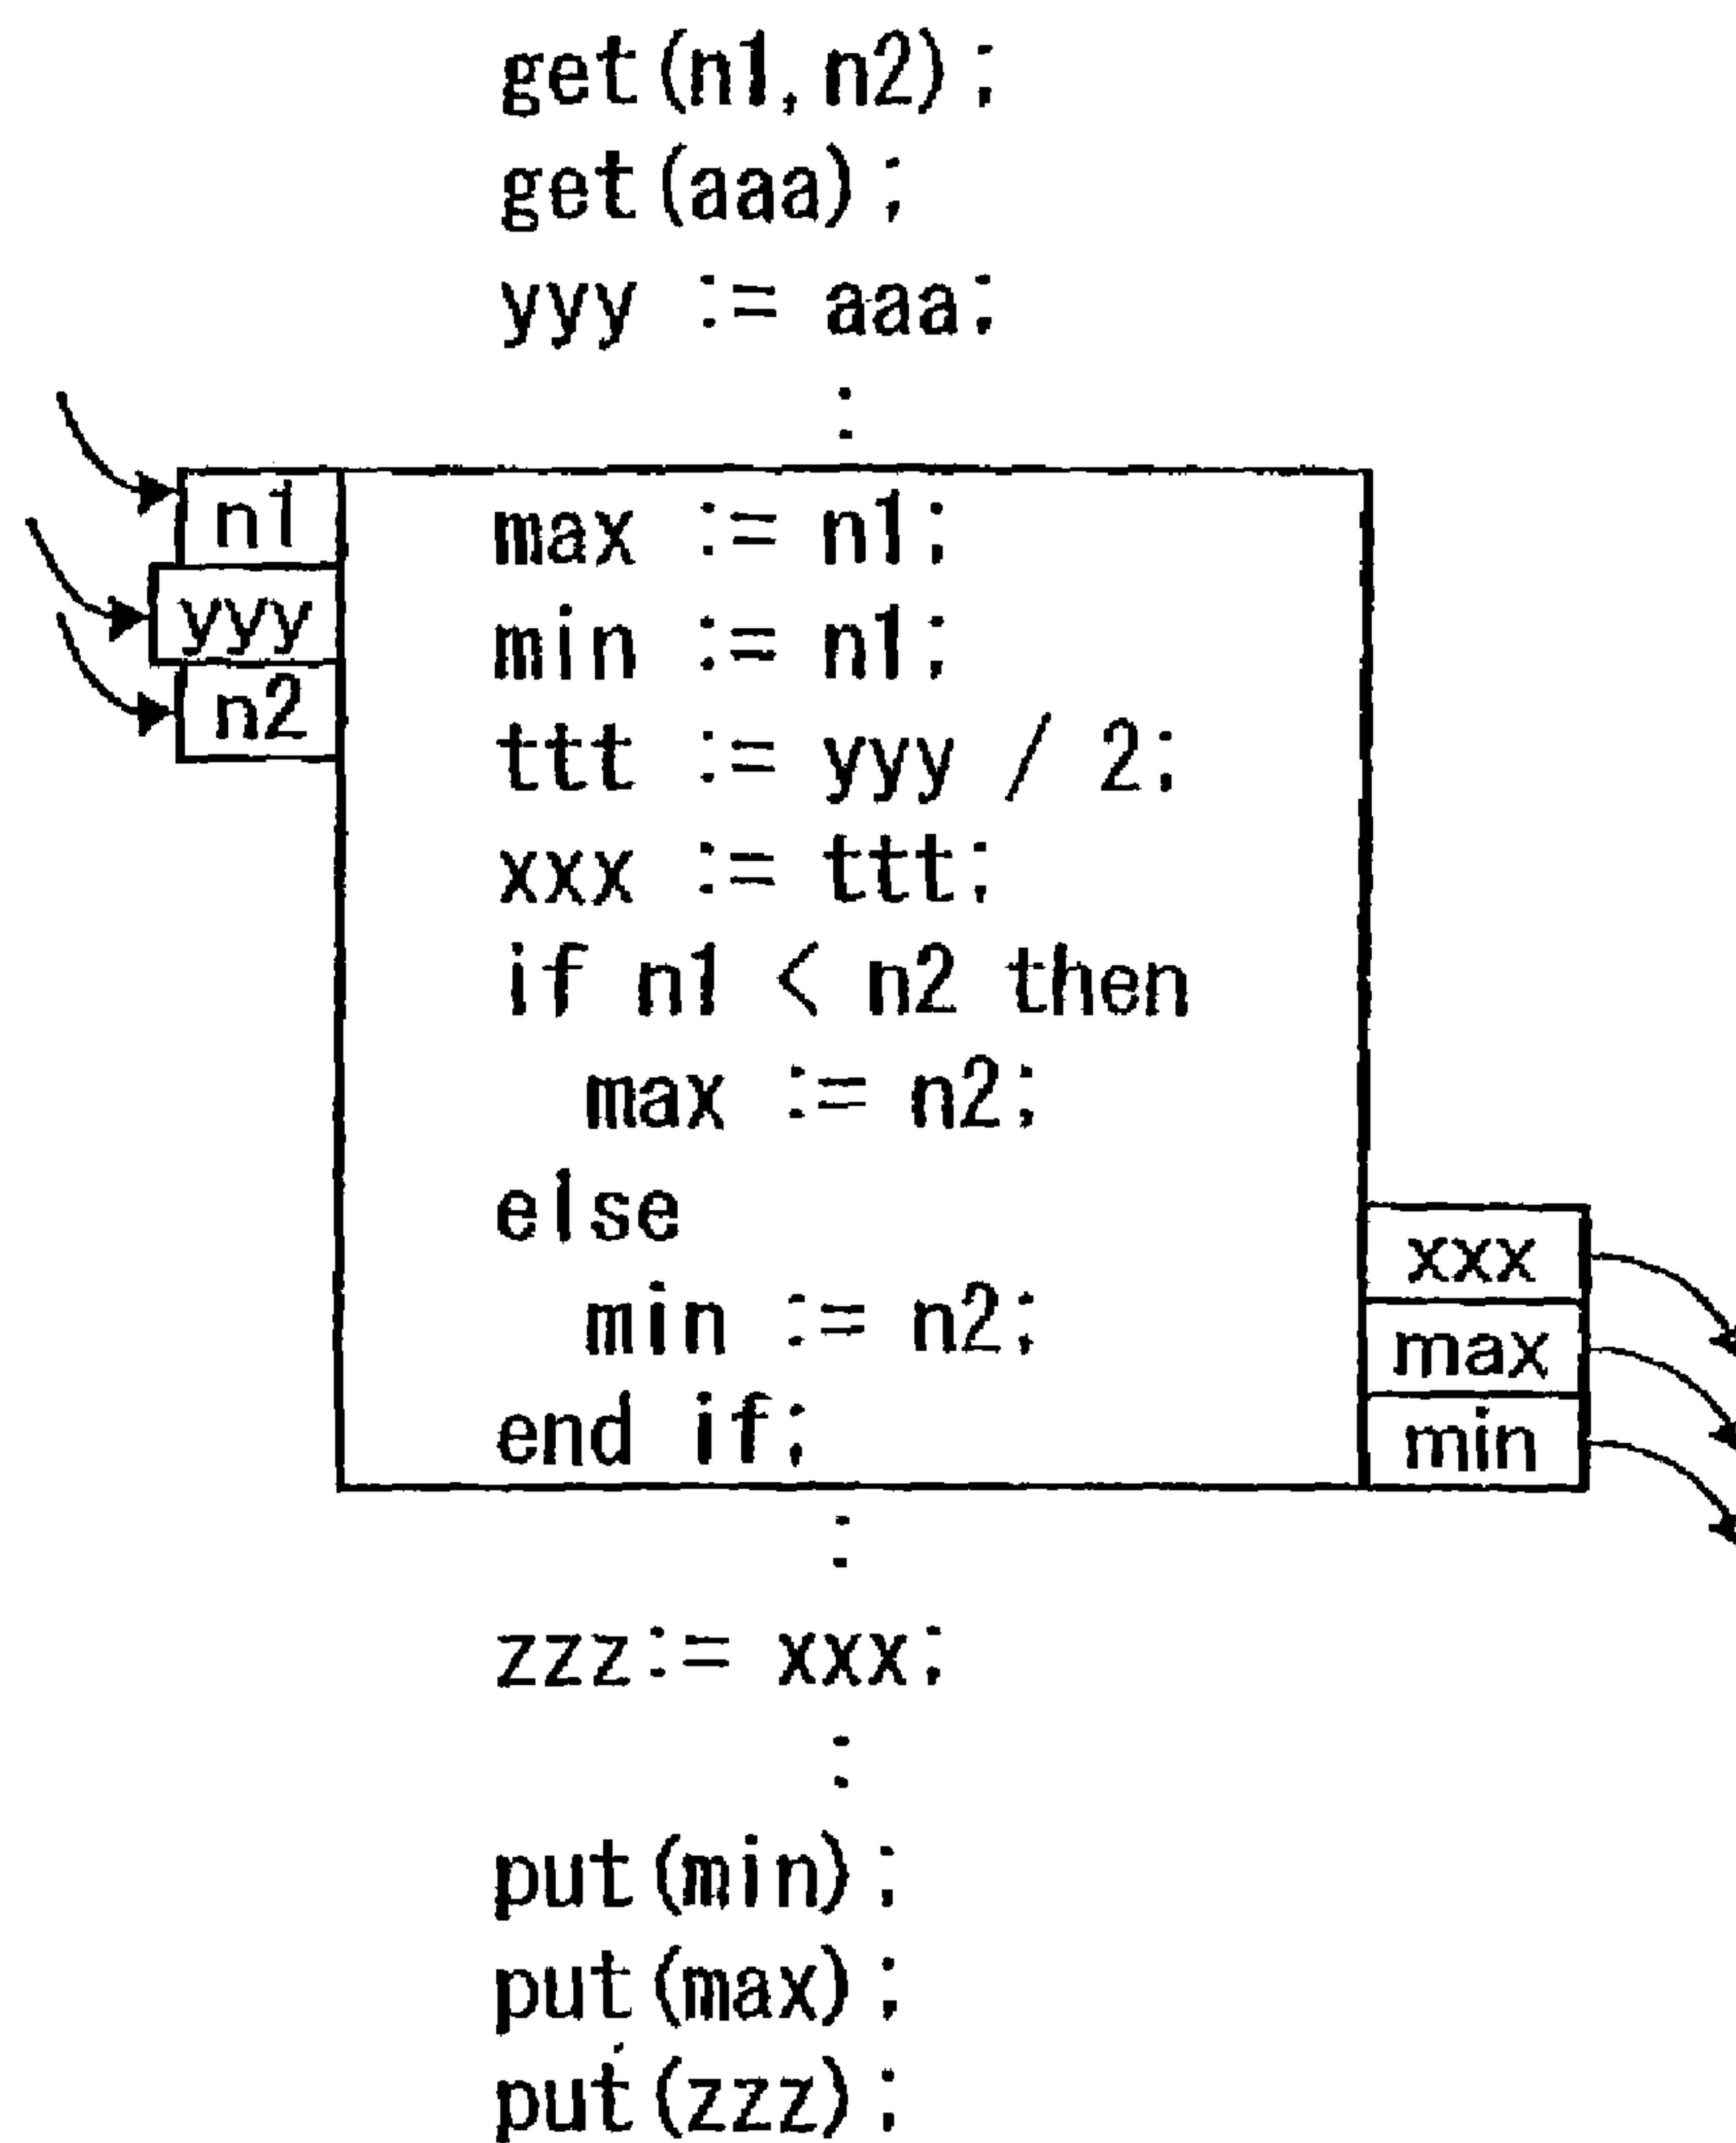 get(n1, n2);
get(aaa);
yyy := aaa;
:
n1
yyy
n2
max := n1;
min := n1;
ttt := yyy / 2;
xxx := ttt;
if n1 < n2 then
max := n2;
else
min := n2;
end if;
xxx
max
min
:
zzz:= xxx;
:
put(min);
put(max);
put(zzz);